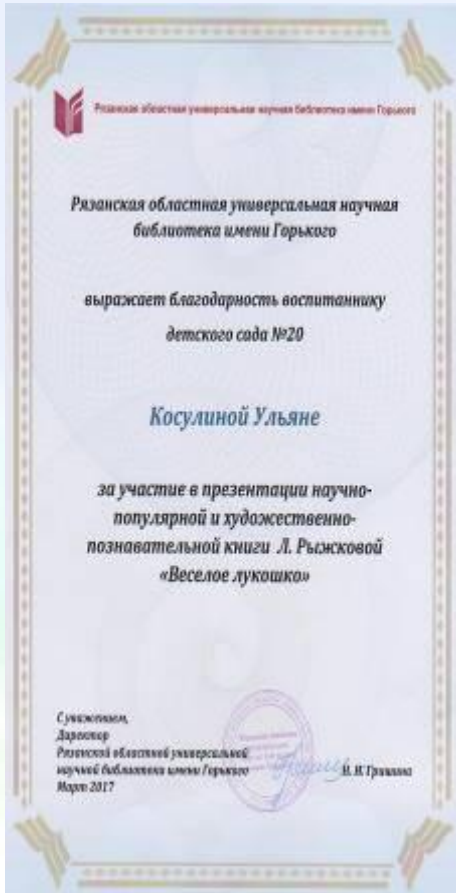 Рязанская областная универсальная научная библиотека имени Горького
Рязанская областная универсальная научная
библиотека имени Горького
выражает благодарность воспитаннику
детского сада №20
Косулиной Ульяне
за участие в презентации научно-
популярной и художественно-
познавательной книги Л. Рыжковой
«Веселое лукошко»
С уважением,
Директор
Рязанской областной универсальной
научной библиотеки имени Горького
Н. Н. Гришина
Март 2017